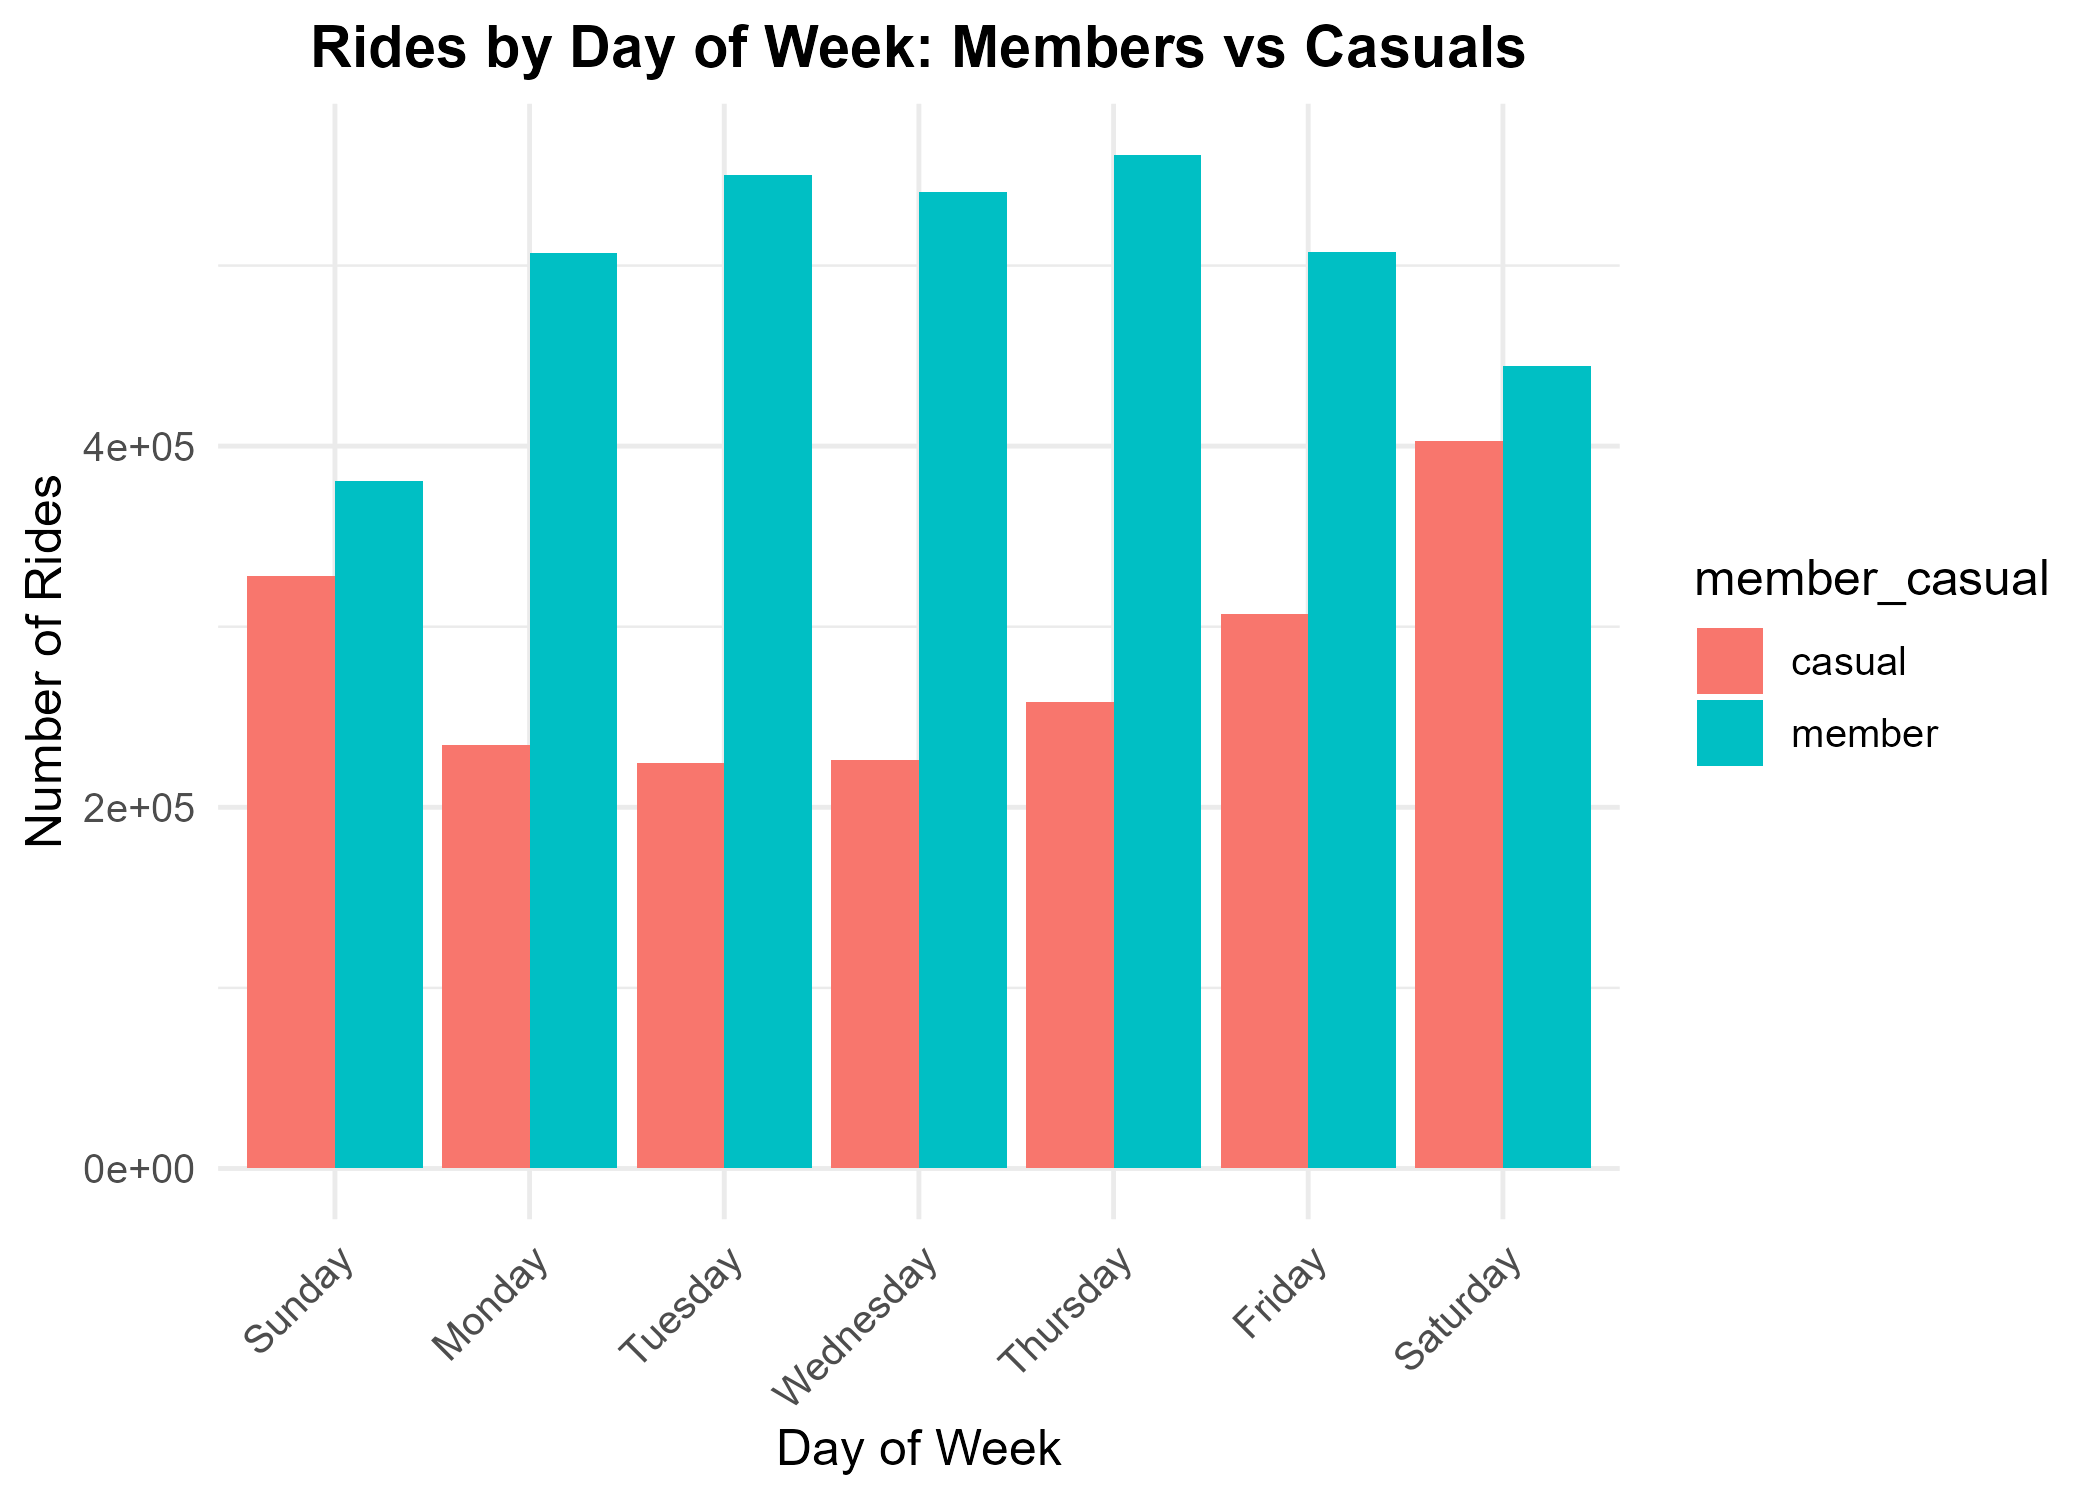 Rides by Day of Week: Members vs Casuals
Number of Rides
4e+05
2e+05
0e+00
Sunday
Monday
Tuesday
Wednesday
Thursday
Friday
Saturday
Day of Week
member_casual
casual
member